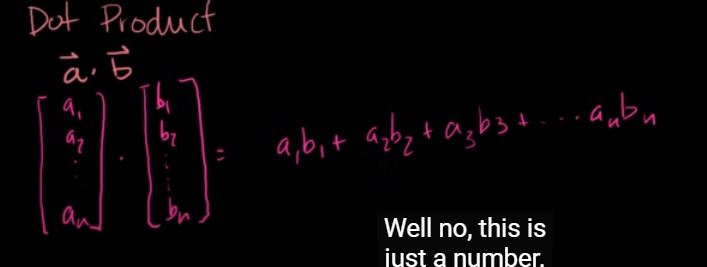 Dot Product
a⃗ · b⃗
[a₁ a₂ ⋮ aₙ] · [b₁ b₂ ⋮ bₙ] = a₁b₁ + a₂b₂ + a₃b₃ + ... aₙbₙ
Well no, this is
just a number.